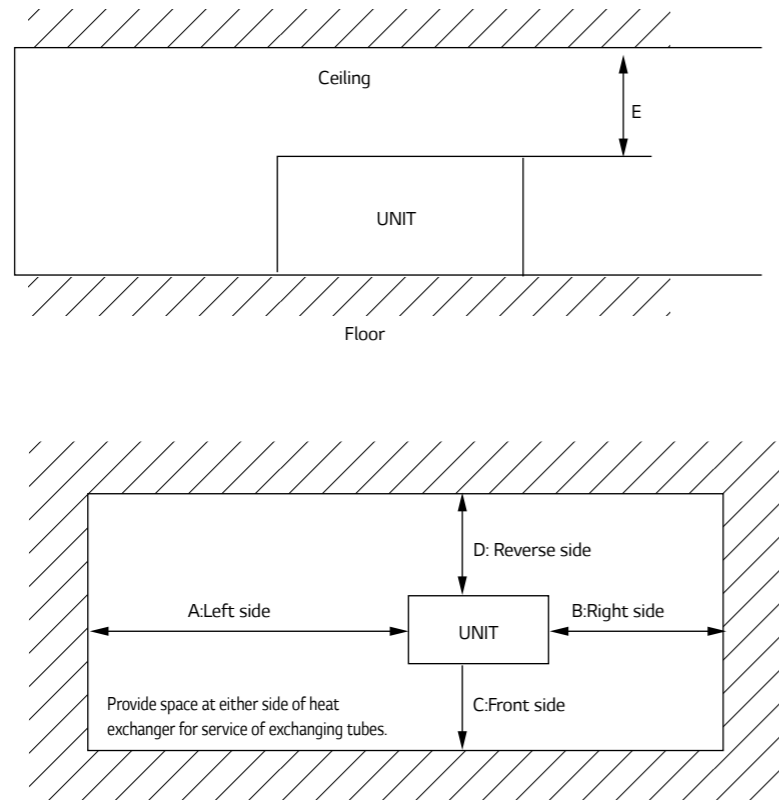 Ceiling
E
UNIT
Floor
D: Reverse side
A:Left side
UNIT
B:Right side
C:Front side
Provide space at either side of heat
exchanger for service of exchanging tubes.